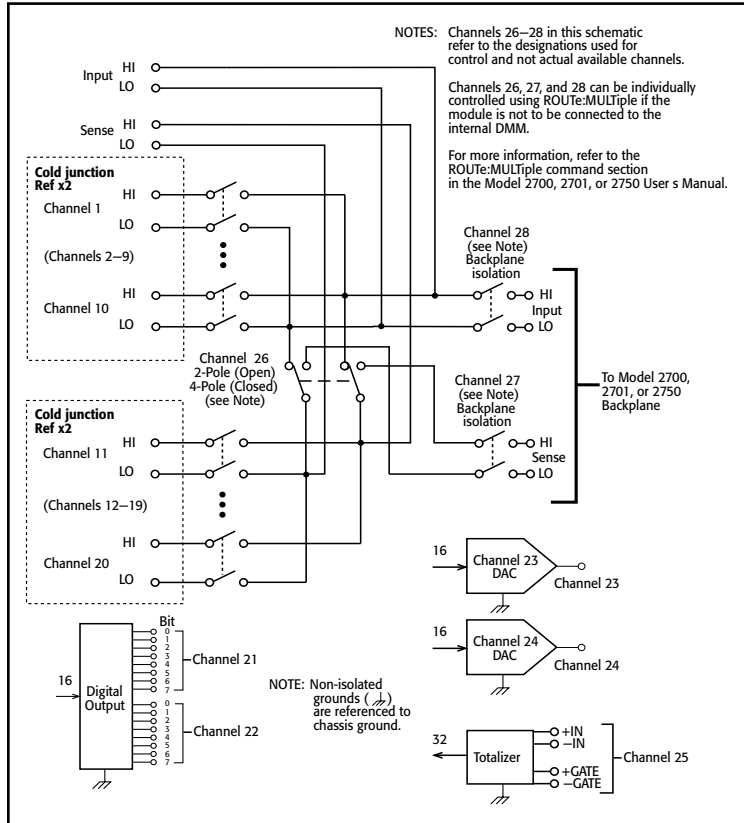 NOTES: Channels 26–28 in this schematic
refer to the designations used for
control and not actual available channels.
Channels 26, 27, and 28 can be individually
controlled using ROUTe:MULTiple if the
module is not to be connected to the
internal DMM.
For more information, refer to the
ROUTe:MULTiple command section
in the Model 2700, 2701, or 2750 User s Manual.
Input
HI
LO
Sense
HI
LO
Cold junction
Ref x2
Channel 1
HI
LO
(Channels 2–9)
Channel 10
HI
LO
Channel 28
(see Note)
Backplane
isolation
HI
Input
LO
Channel 26
2-Pole (Open)
4-Pole (Closed)
(see Note)
Channel 27
(see Note)
Backplane
isolation
HI
Sense
LO
To Model 2700,
2701, or 2750
Backplane
Cold junction
Ref x2
Channel 11
HI
LO
(Channels 12–19)
Channel 20
HI
LO
16
Channel 23
DAC
Channel 23
16
Channel 24
DAC
Channel 24
16
Digital
Output
Bit
0
1
2
3
4
5
6
7
Channel 21
0
1
2
3
4
5
6
7
Channel 22
NOTE: Non-isolated
grounds ( )
are referenced to
chassis ground.
32
Totalizer
+IN
−IN
+GATE
−GATE
Channel 25